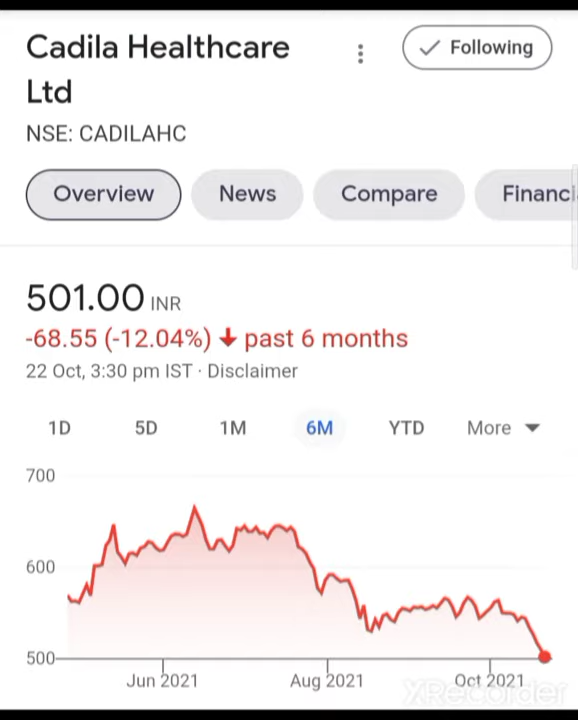 Cadila Healthcare
Ltd
Following
NSE: CADILAHC
Overview News Compare Financi
501.00 INR
-68.55 (-12.04%) ↓ past 6 months
22 Oct, 3:30 pm IST · Disclaimer
1D 5D 1M 6M YTD More
700
600
500
Jun 2021 Aug 2021 Oct 2021
XRecorder